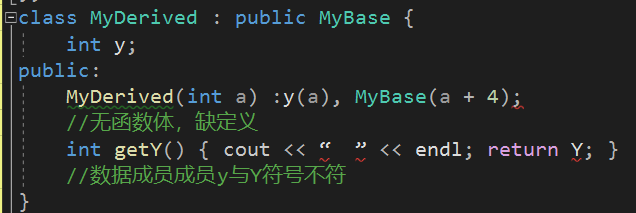 class MyDerived : public MyBase {
int y;
public:
MyDerived(int a) :y(a), MyBase(a + 4);
//无函数体，缺定义
int getY() { cout << “  ” << endl; return Y; }
//数据成员成员y与Y符号不符
}